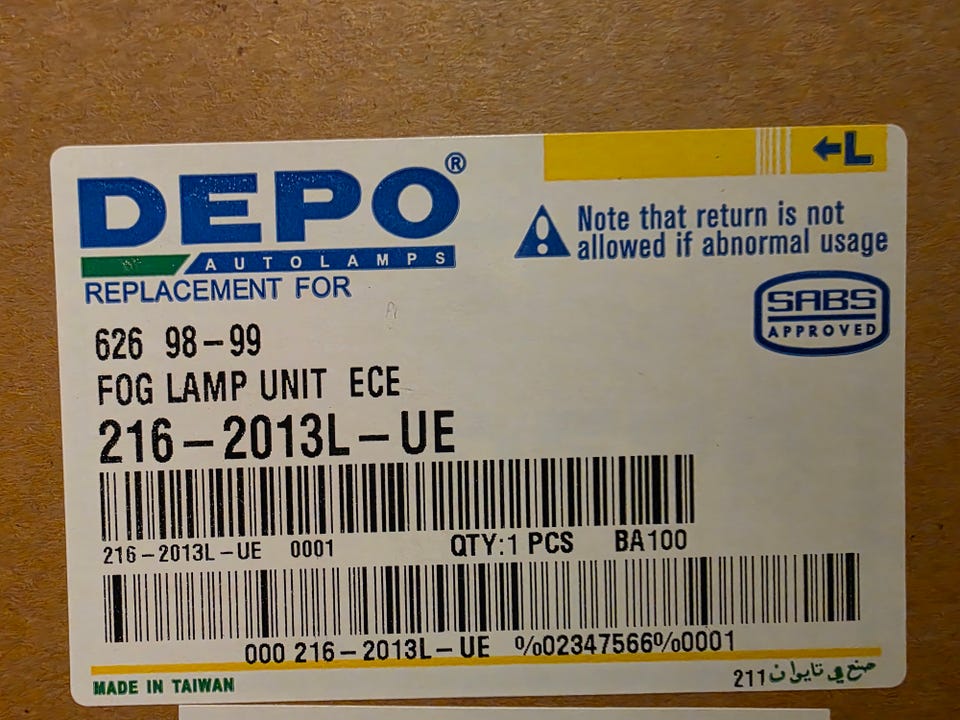 DEPO®
←L
AUTOLAMPS
Note that return is not
allowed if abnormal usage
REPLACEMENT FOR
SABS
APPROVED
626 98-99
FOG LAMP UNIT ECE
216-2013L-UE
216-2013L-UE 0001 QTY:1 PCS BA100
000 216-2013L-UE %02347566%0001
MADE IN TAIWAN
211 صنع في تايوان